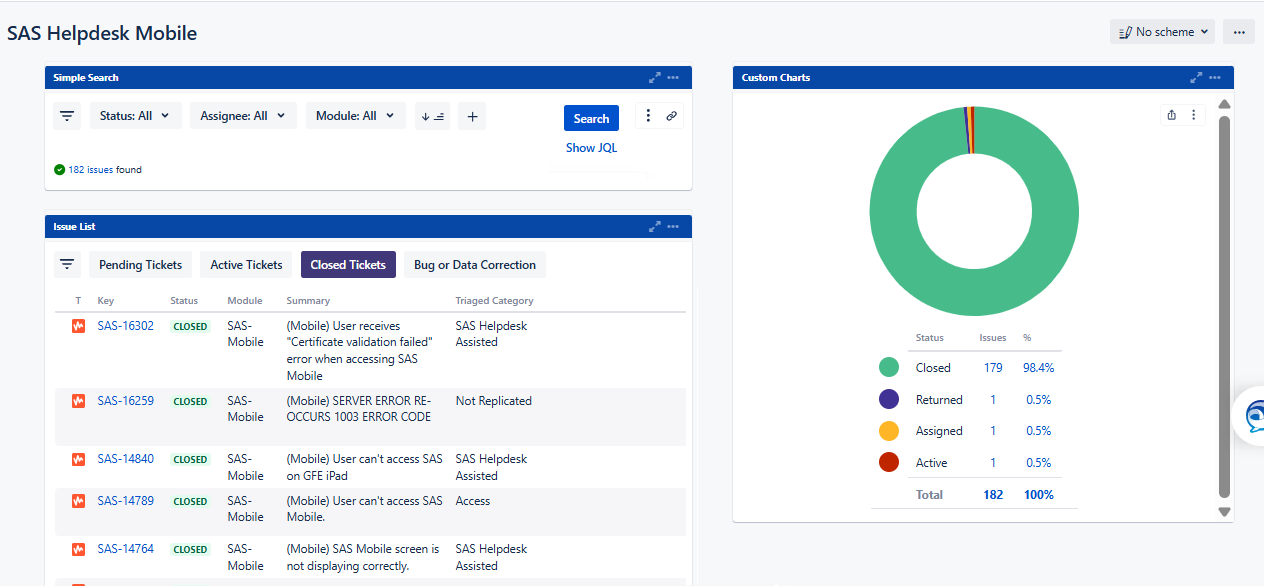 SAS Helpdesk Mobile
No scheme
Simple Search
Status: All
Assignee: All
Module: All
Search
Show JQL
182 issues found
Issue List
Pending Tickets
Active Tickets
Closed Tickets
Bug or Data Correction
T Key Status Module Summary Triaged Category
SAS-16302 CLOSED SAS- (Mobile) User receives SAS Helpdesk
Mobile "Certificate validation failed" Assisted
error when accessing SAS
Mobile
SAS-16259 CLOSED SAS- (Mobile) SERVER ERROR RE- Not Replicated
Mobile OCCURS 1003 ERROR CODE
SAS-14840 CLOSED SAS- (Mobile) User can't access SAS SAS Helpdesk
Mobile on GFE iPad Assisted
SAS-14789 CLOSED SAS- (Mobile) User can't access SAS Access
Mobile Mobile.
SAS-14764 CLOSED SAS- (Mobile) SAS Mobile screen is SAS Helpdesk
Mobile not displaying correctly. Assisted
Custom Charts
Status Issues %
Closed 179 98.4%
Returned 1 0.5%
Assigned 1 0.5%
Active 1 0.5%
Total 182 100%